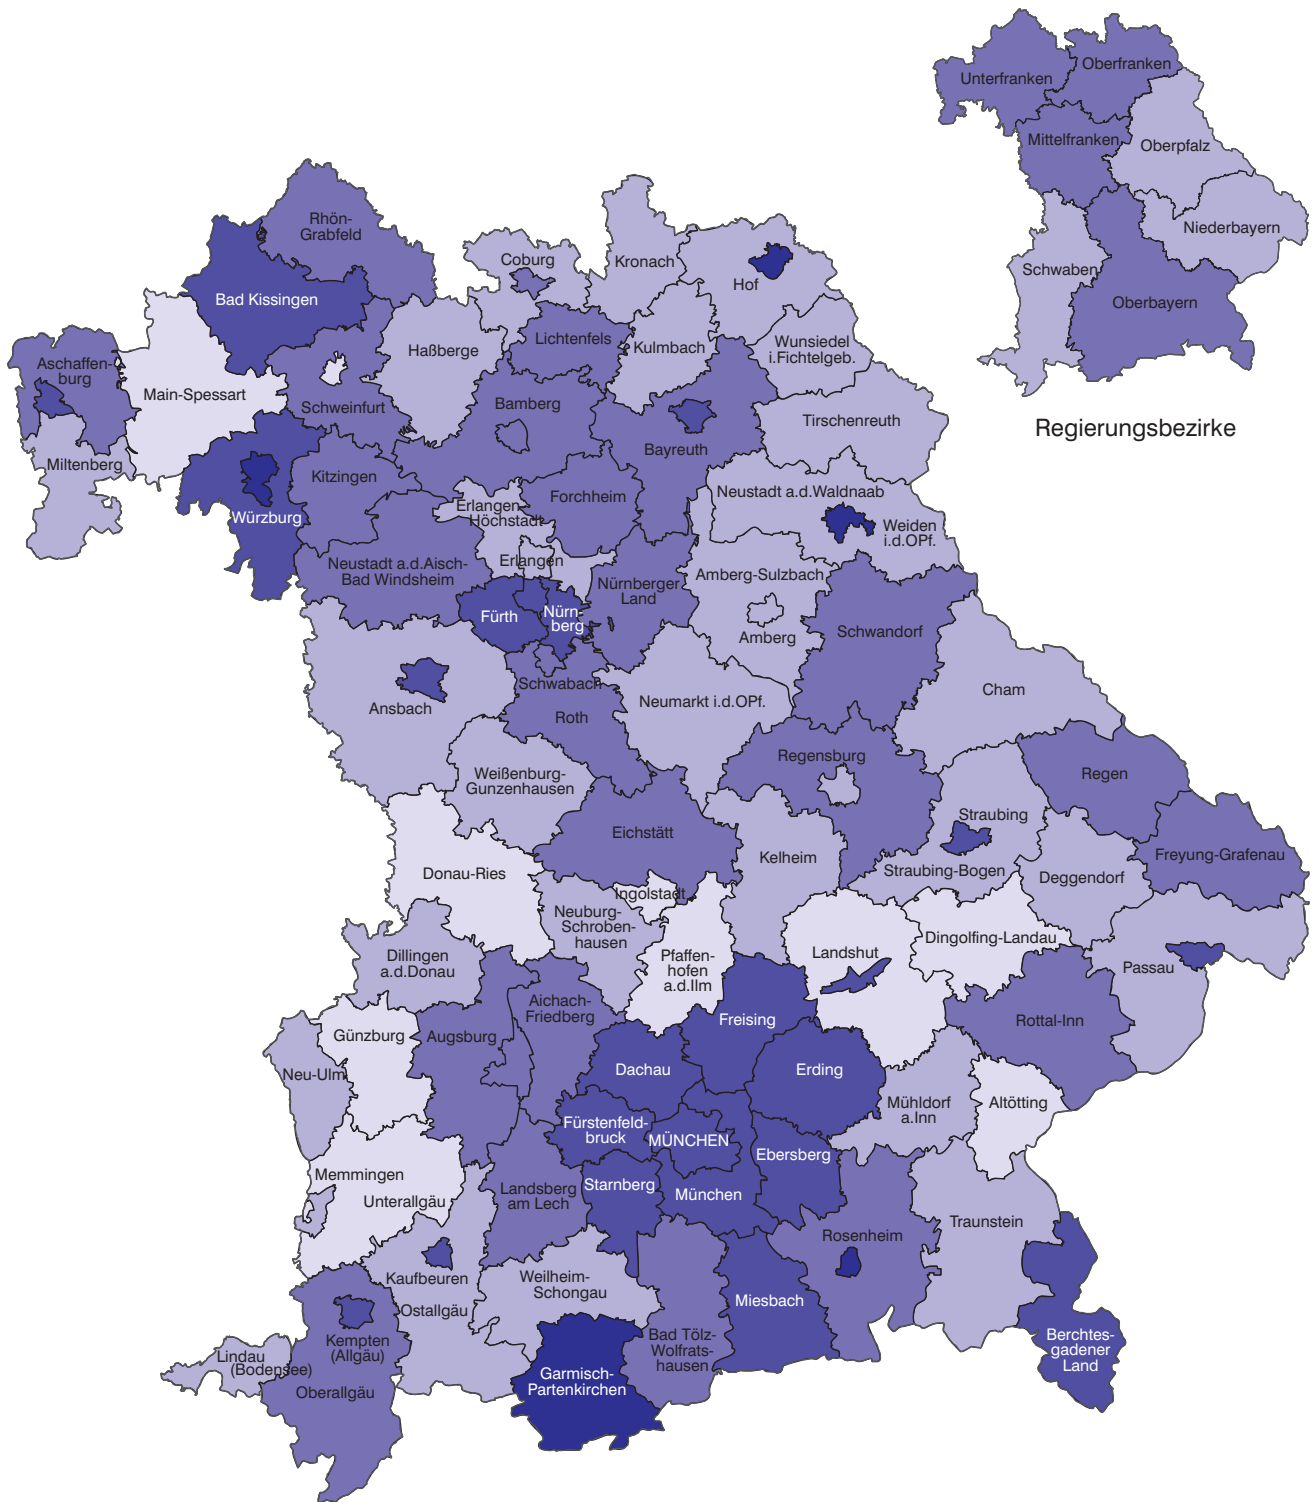 Unterfranken
Oberfranken
Mittelfranken
Oberpfalz
Niederbayern
Schwaben
Oberbayern
Regierungsbezirke
Rhön-
Grabfeld
Coburg
Kronach
Hof
Bad Kissingen
Lichtenfels
Kulmbach
Wunsiedel
i.Fichtelgeb.
Haßberge
Aschaffen-
burg
Main-Spessart
Schweinfurt
Bamberg
Tirschenreuth
Bayreuth
Miltenberg
Kitzingen
Forchheim
Neustadt a.d.Waldnaab
Weiden
i.d.OPf.
Würzburg
Erlangen-
Höchstadt
Erlangen
Neustadt a.d.Aisch-
Bad Windsheim
Nürnberger
Land
Amberg-Sulzbach
Amberg
Fürth
Nürn-
berg
Schwandorf
Schwabach
Roth
Neumarkt i.d.OPf.
Cham
Ansbach
Regensburg
Regen
Weißenburg-
Gunzenhausen
Straubing
Eichstätt
Kelheim
Straubing-Bogen
Deggendorf
Freyung-Grafenau
Donau-Ries
Ingolstadt
Neuburg-
Schroben-
hausen
Dingolfing-Landau
Landshut
Passau
Dillingen
a.d.Donau
Pfaffen-
hofen
a.d.Ilm
Aichach-
Friedberg
Freising
Rottal-Inn
Günzburg
Augsburg
Dachau
Erding
Neu-Ulm
Mühldorf
a.Inn
Altötting
Fürstenfeld-
bruck
MÜNCHEN
Ebersberg
Memmingen
Unterallgäu
Landsberg
am Lech
Starnberg
München
Traunstein
Rosenheim
Kaufbeuren
Ostallgäu
Weilheim-
Schongau
Miesbach
Kempten
(Allgäu)
Lindau
(Bodensee)
Oberallgäu
Bad Tölz-
Wolfrats-
hausen
Garmisch-
Partenkirchen
Berchtes-
gadener
Land